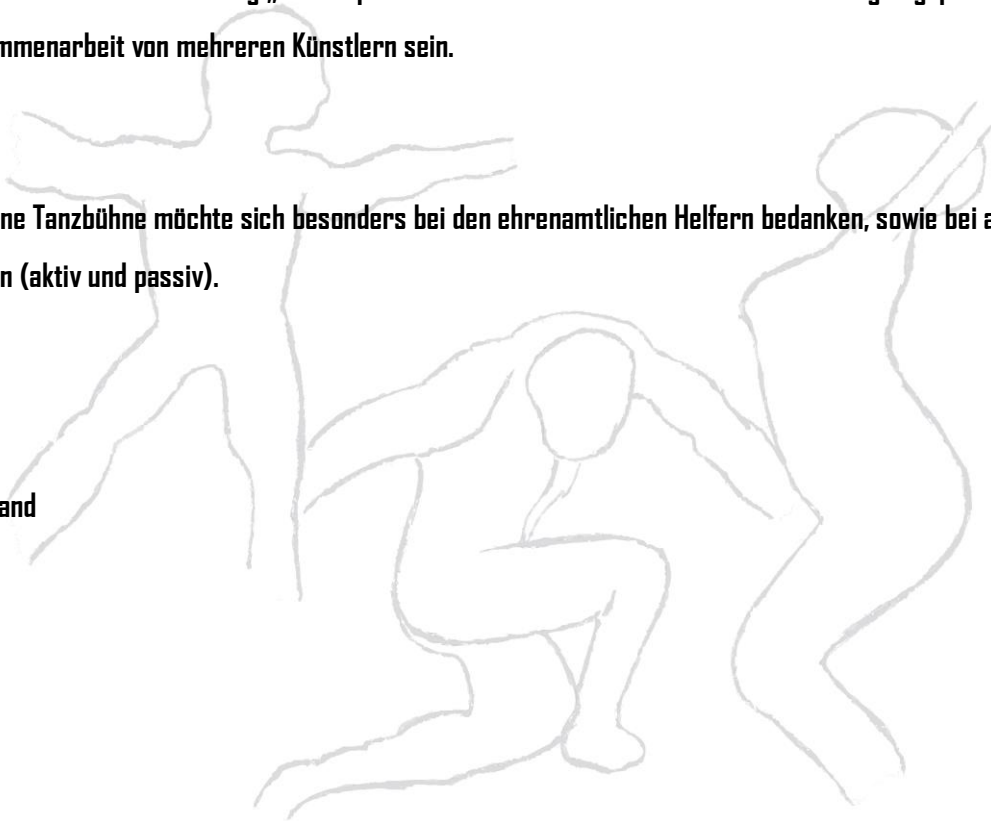 mmenarbeit von mehreren Künstlern sein.
ne Tanzbühne möchte sich besonders bei den ehrenamtlichen Helfern bedanken, sowie bei a
n (aktiv und passiv).
and